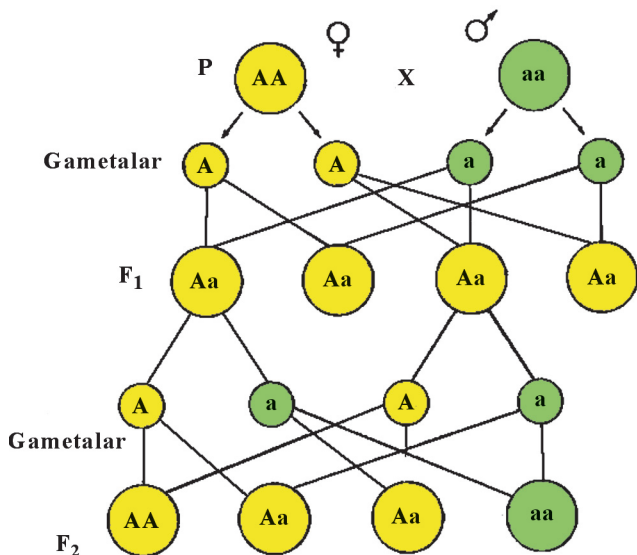 ♀ ♂
P AA X aa
Gametalar A A a a
F₁ Aa Aa Aa Aa
A a A a
Gametalar
AA Aa Aa aa
F₂